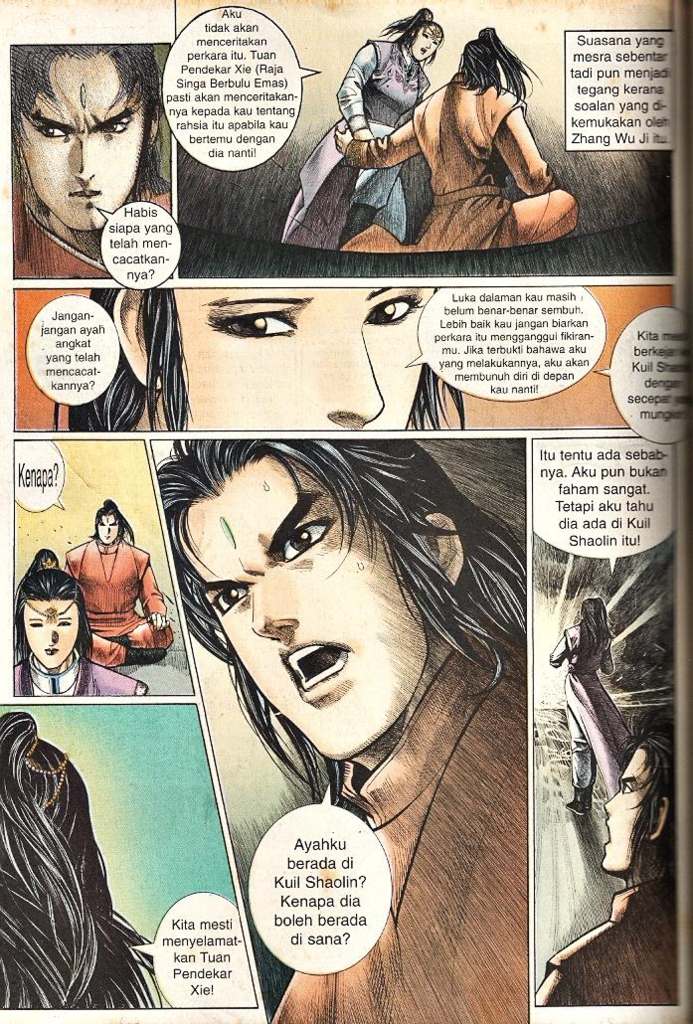 Aku
tidak akan
menceritakan
perkara itu. Tuan
Pendekar Xie (Raja
Singa Berbulu Emas)
pasti akan menceritakan-
nya kepada kau tentang
rahsia itu apabila kau
bertemu dengan
dia nanti!
Suasana yang
mesra sebentar
tadi pun menjadi
tegang kerana
soalan yang di-
kemukakan oleh
Zhang Wu Ji itu.
Habis
siapa yang
telah men-
cacatkan-
nya?
Jangan-
jangan ayah
angkat
yang telah
mencacat-
kannya?
Luka dalaman kau masih
belum benar-benar sembuh.
Lebih baik kau jangan biarkan
perkara itu mengganggui fikiran-
mu. Jika terbukti bahawa aku
yang melakukannya, aku akan
membunuh diri di depan
kau nanti!
Kita
Kuil
dengan
Kenapa?
Ayahku
berada di
Kuil Shaolin?
Kenapa dia
boleh berada
di sana?
Itu tentu ada sebab-
nya. Aku pun bukan
faham sangat.
Tetapi aku tahu
dia ada di Kuil
Shaolin itu!
Kita mesti
menyelamat-
kan Tuan
Pendekar
Xie!